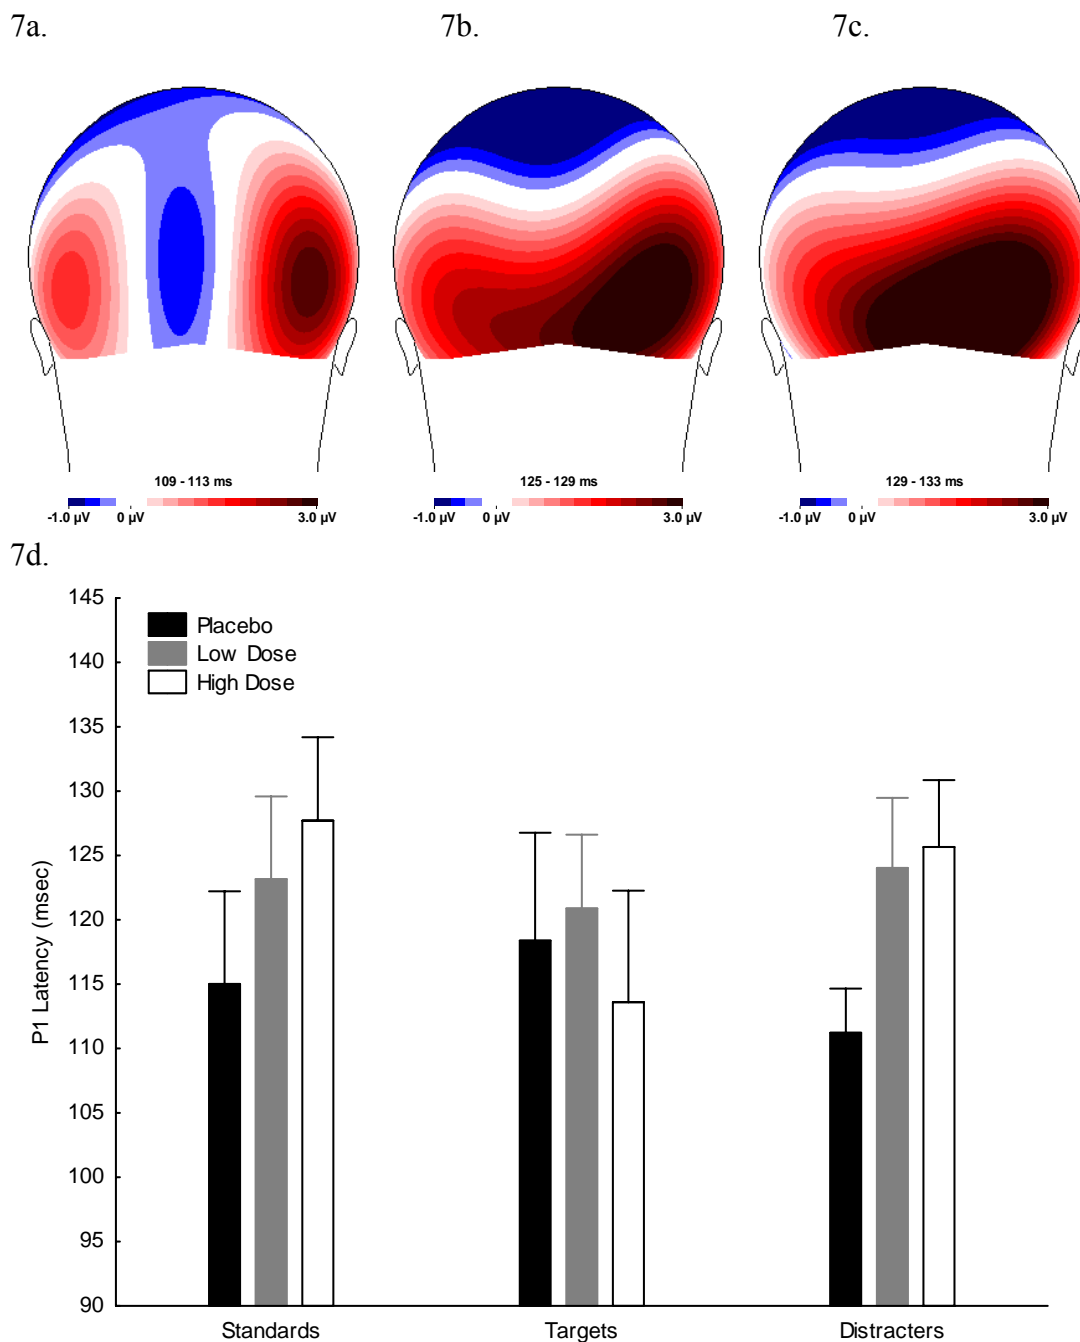 7a. 7b. 7c.
109 - 113 ms 125 - 129 ms 129 - 133 ms
-1.0 µV 0 µV 3.0 µV -1.0 µV 0 µV 3.0 µV -1.0 µV 0 µV 3.0 µV
7d.
145
140
135
130
125
120
115
110
105
100
95
90
P1 Latency (msec)
Placebo
Low Dose
High Dose
Standards Targets Distracters